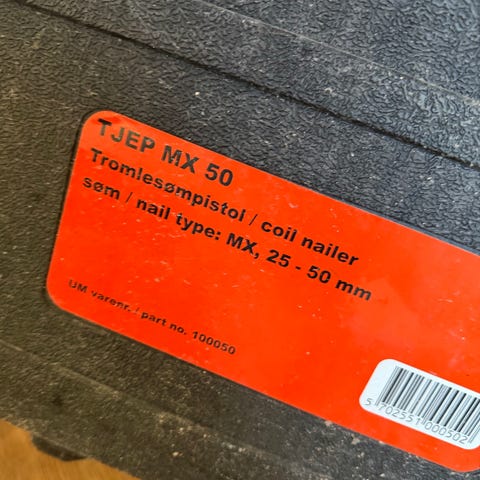 TJEP MX 50
Tromlesømpistol / coil nailer
søm / nail type: MX, 25 - 50 mm
UM varenr. / part no. 100050
5 702551 000502